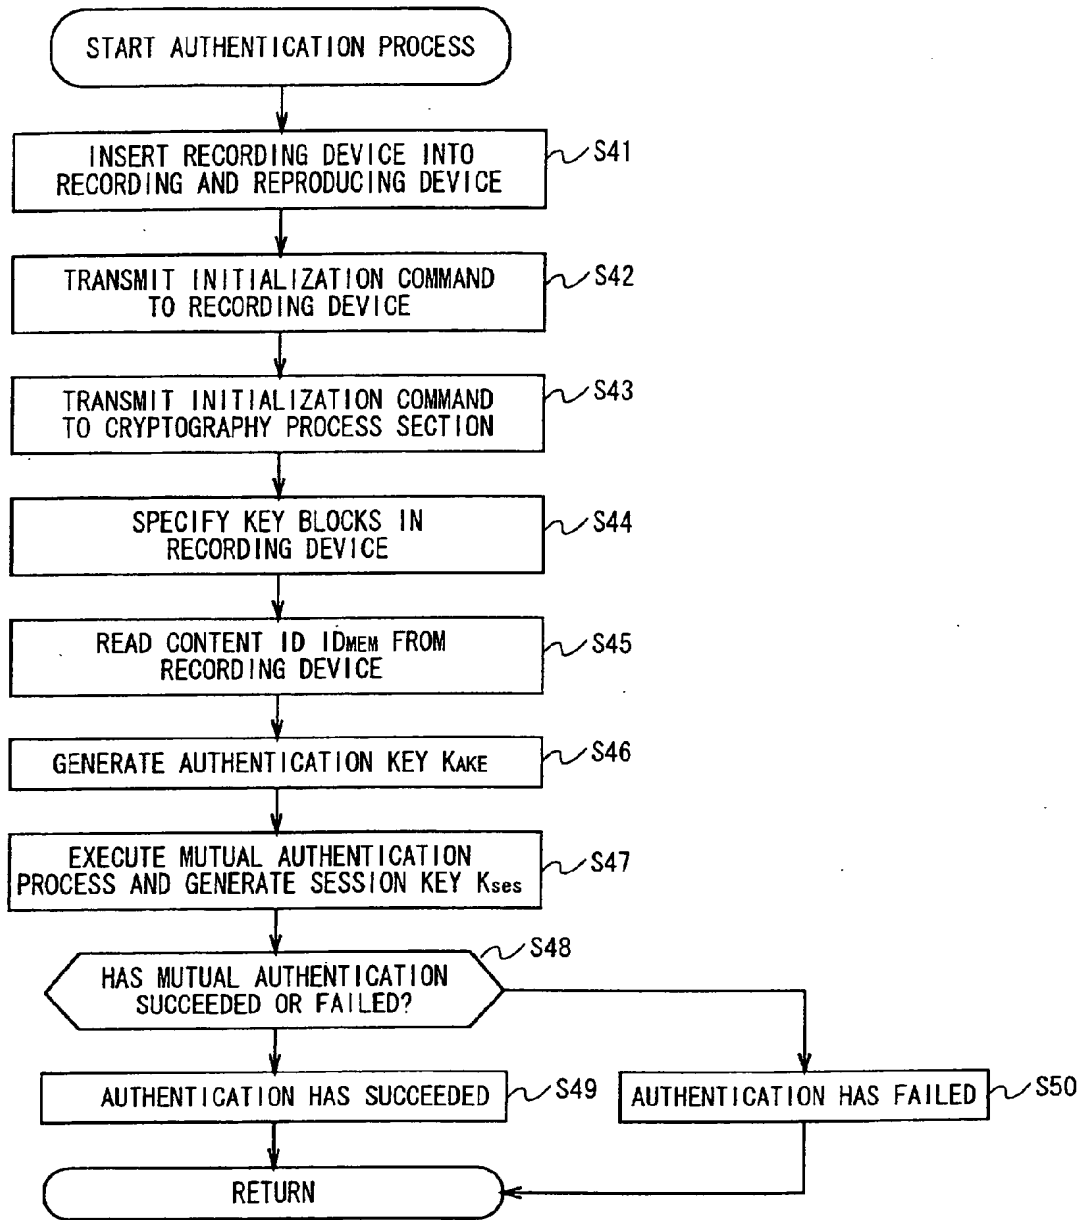 START AUTHENTICATION PROCESS
INSERT RECORDING DEVICE INTO
RECORDING AND REPRODUCING DEVICE
S41
TRANSMIT INITIALIZATION COMMAND
TO RECORDING DEVICE
S42
TRANSMIT INITIALIZATION COMMAND
TO CRYPTOGRAPHY PROCESS SECTION
S43
SPECIFY KEY BLOCKS IN
RECORDING DEVICE
S44
READ CONTENT ID IDMEM FROM
RECORDING DEVICE
S45
GENERATE AUTHENTICATION KEY KAKE
S46
EXECUTE MUTUAL AUTHENTICATION
PROCESS AND GENERATE SESSION KEY Kses
S47
HAS MUTUAL AUTHENTICATION
SUCCEEDED OR FAILED?
S48
AUTHENTICATION HAS SUCCEEDED
S49
AUTHENTICATION HAS FAILED
S50
RETURN